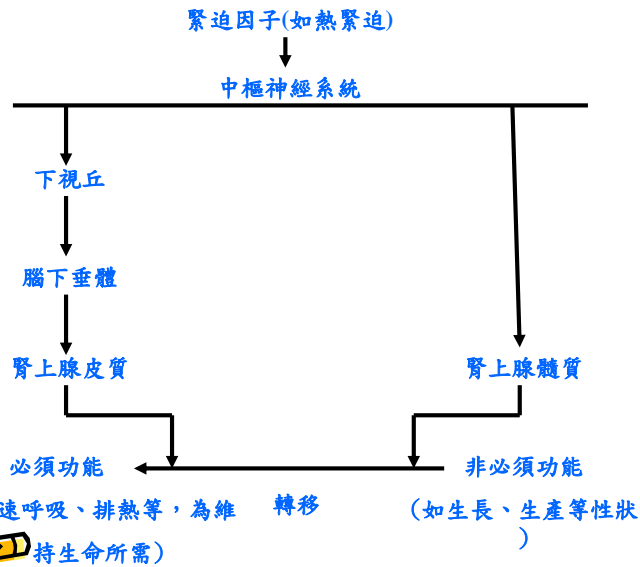 緊迫因子(如熱緊迫)
中樞神經系統
下視丘
腦下垂體
腎上腺皮質
腎上腺髓質
必須功能
非必須功能
速呼吸、排熱等，為維
轉移
(如生長、生產等性狀
)
持生命所需)